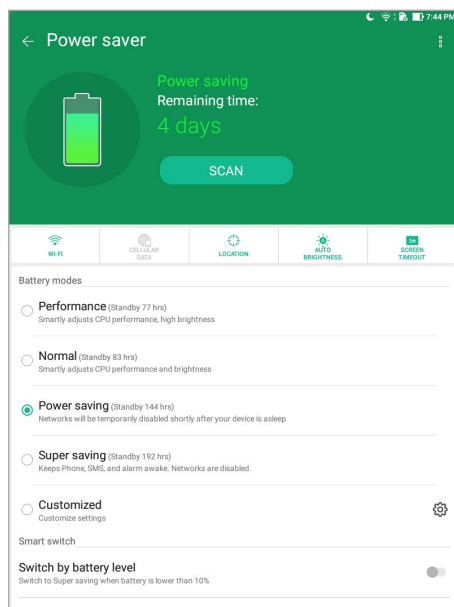 7:44 PM
Power saver
Power saving
Remaining time:
4 days
SCAN
WI-FI
CELLULAR
DATA
LOCATION
AUTO
BRIGHTNESS
1m
SCREEN
TIMEOUT
Battery modes
Performance (Standby 77 hrs)
Smartly adjusts CPU performance, high brightness
Normal (Standby 83 hrs)
Smartly adjusts CPU performance and brightness
Power saving (Standby 144 hrs)
Networks will be temporarily disabled shortly after your device is asleep
Super saving (Standby 192 hrs)
Keeps Phone, SMS, and alarm awake. Networks are disabled.
Customized
Customize settings
Smart switch
Switch by battery level
Switch to Super saving when battery is lower than 10%